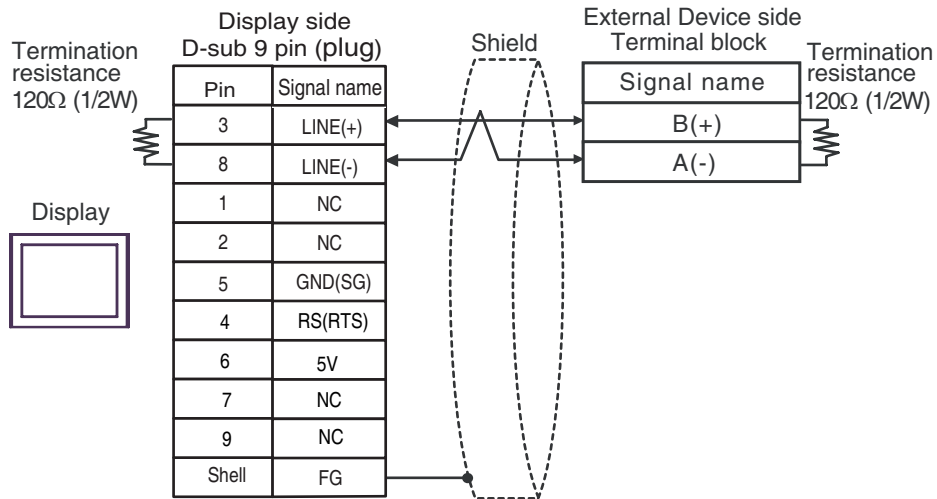 Display side
D-sub 9 pin (plug)
Termination
resistance
120Ω (1/2W)
Shield
External Device side
Terminal block
Termination
resistance
120Ω (1/2W)
Pin Signal name
3 LINE(+)
8 LINE(-)
1 NC
2 NC
5 GND(SG)
4 RS(RTS)
6 5V
7 NC
9 NC
Shell FG
Signal name
B(+)
A(-)
Display